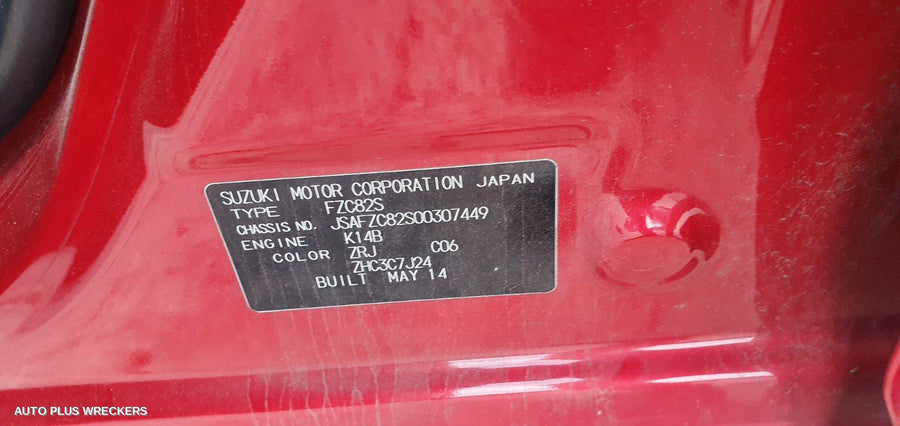 SUZUKI MOTOR CORPORATION JAPAN
TYPE FZC82S
CHASSIS NO. JSAFZC82S00307449
ENGINE K14B
COLOR ZRJ C06
ZHC3C7J24
BUILT MAY 14
AUTO PLUS WRECKERS